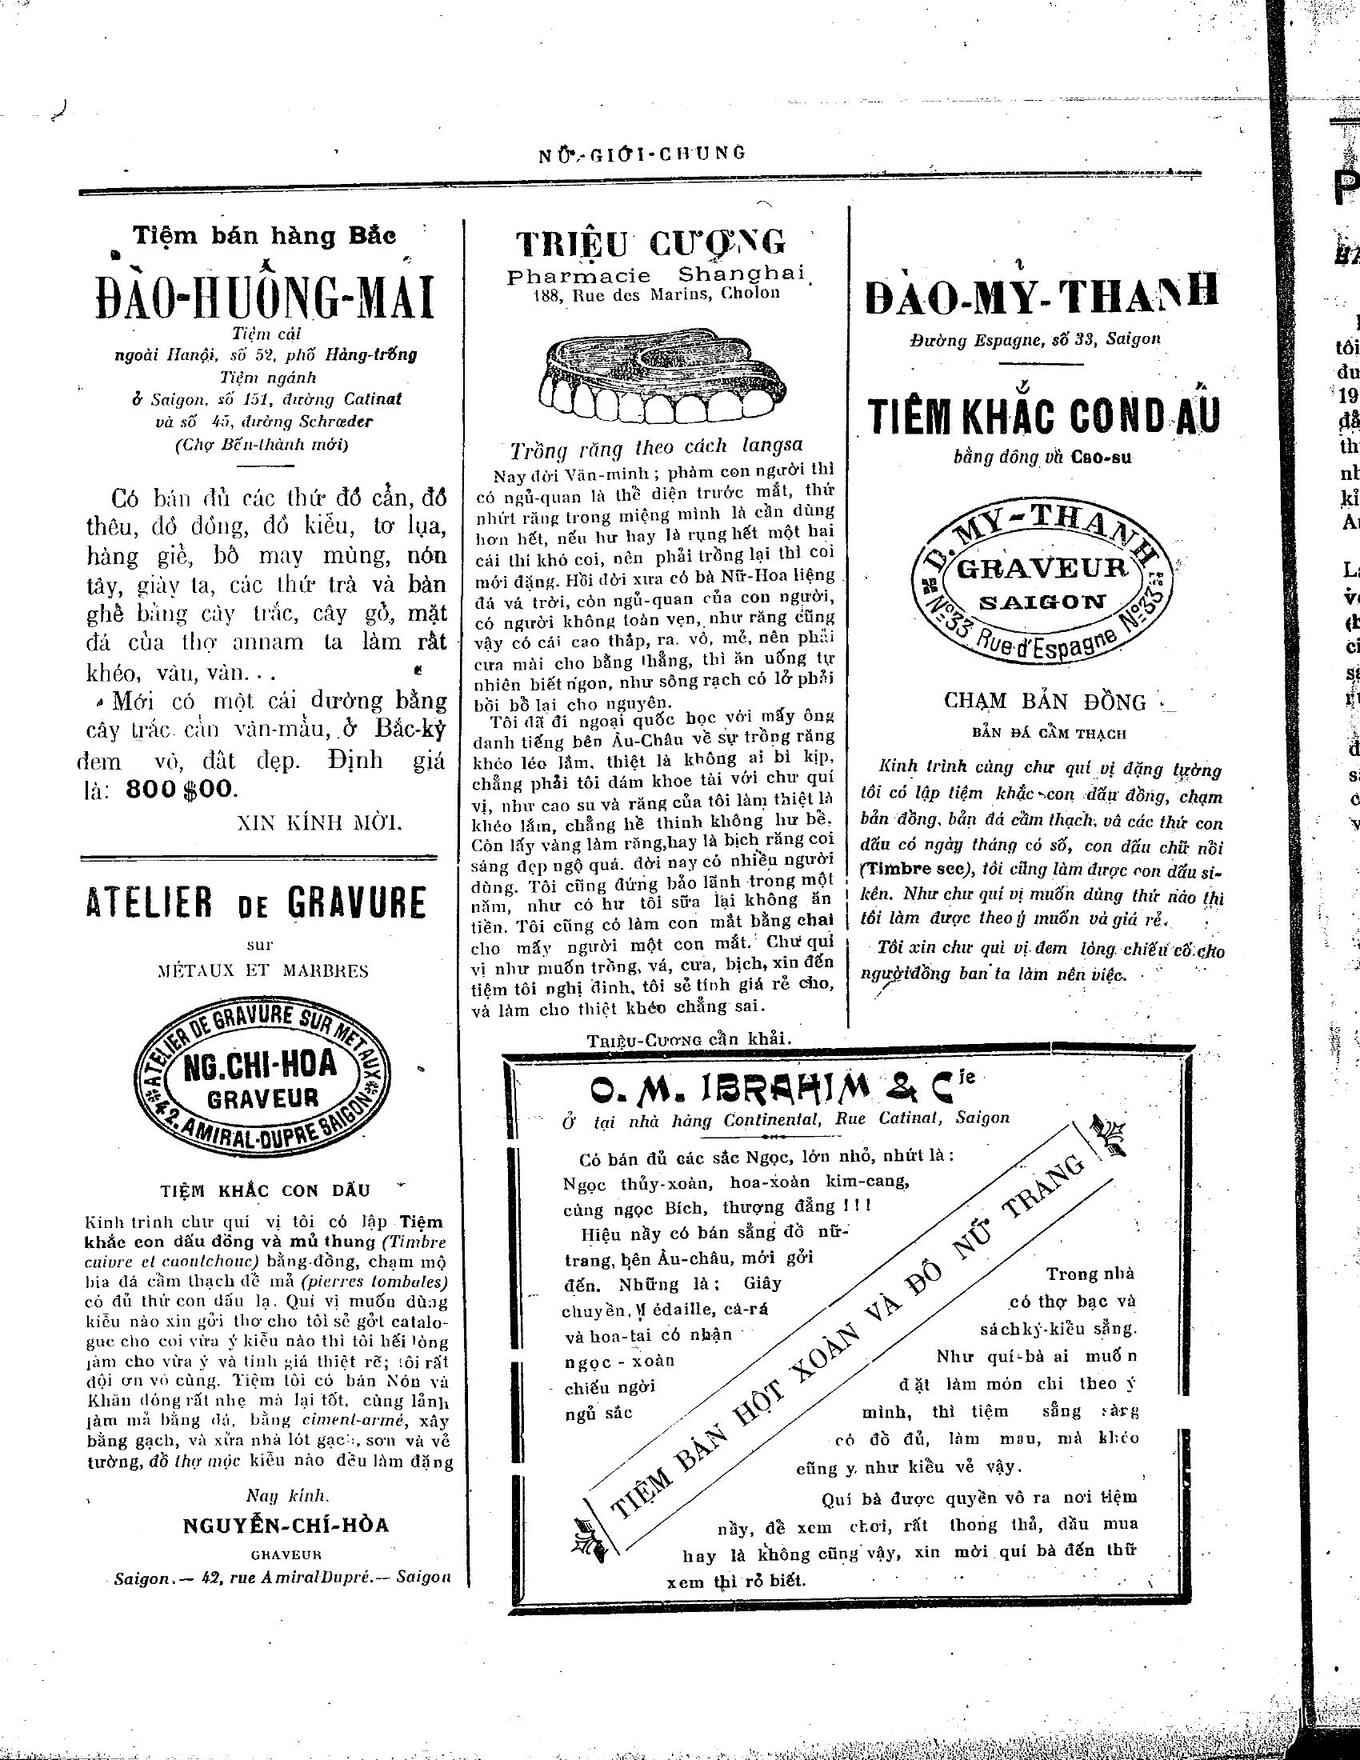 NỮ-GIỚI-CHUNG
Tiệm bán hàng Bắc
ĐÀO-HUỐNG-MAI
Tiệm cái
ngoài Hanội, số 52, phố Hàng-trống
Tiệm ngánh
ở Saigon, số 151, đường Catinat
và số 45, đường Schrœder
(Chợ Bến-thành mới)
Có bán đủ các thứ đồ cẩn, đồ
thêu, đồ đồng, đồ kiểu, tơ lụa,
hàng giề, bố may mùng, nón
tây, giày ta, các thứ trà và bàn
ghế bằng cây trắc, cây gỏ, mặt
đá của thợ annam ta làm rất
khéo, vân, vân...
Mới có một cái dường bằng
cây trắc cẩn vân-mẫu, ở Bắc-kỳ
đem vô, đắt đẹp. Định giá
là: 800$00.
XIN KÍNH MỜI.
ATELIER DE GRAVURE
sur
MÉTAUX ET MARBRES
ATELIER DE GRAVURE SUR METAUX
NG. CHI-HOA
GRAVEUR
42. AMIRAL-DUPRE SAIGON
TIỆM KHẮC CON DẤU
Kính trình chư quí vị tôi có lập Tiệm
khắc con dấu đồng và mủ thung (Timbre
cuivre et caoutchouc) bằng-đồng, chạm mộ
bia đá cẩm thạch để mả (pierres tombales)
có đủ thứ con dấu lạ. Quí vị muốn dùng
kiểu nào xin gởi thơ cho tôi sẻ gởt catalo-
gue cho coi vừa ý kiểu nào thì tôi hết lòng
làm cho vừa ý và tính giá thiệt rẽ; tôi rất
đội ơn vô cùng. Tiệm tôi có bán Nón và
Khăn đóng rất nhẹ mà lại tốt, cùng lảnh
làm mả bằng đá, bằng ciment-armé, xây
bằng gạch, và xửa nhà lót gạch, sơn và vẻ
tường, đồ thợ mộc kiểu nào đều làm đặng
Nay kính.
NGUYỄN-CHÍ-HÒA
GRAVEUR
Saigon.— 42, rue Amiral Dupré.— Saigon
TRIỆU CƯỢNG
Pharmacie Shanghai
188, Rue des Marins, Cholon
Trồng răng theo cách langsa
Nay đời Văn-minh; phàm con người thì
có ngủ-quan là thể diện trước mắt, thứ
nhứt răng trong miệng mình là cần dùng
hơn hết, nếu hư hay là rụng hết một hai
cái thí khó coi, nên phải trồng lại thì coi
mới đặng. Hồi đời xưa có bà Nữ-Hoa liệng
đá vá trời, còn ngủ-quan của con người,
có người không toàn vẹn, như răng cũng
vậy có cái cao thấp, ra. vô, mẻ, nên phải
cưa mài cho bằng thẳng, thì ăn uống tự
nhiên biết ngon, như sông rạch có lở phải
bồi bổ lại cho nguyên.
Tôi đã đi ngoại quốc học với mấy ông
danh tiếng bên Âu-Châu về sự trồng răng
khéo léo lắm, thiệt là không ai bì kịp,
chẳng phải tôi dám khoe tài với chư quí
vị, như cao su và răng của tôi làm thiệt là
khéo lắm, chẳng hề thinh không hư bể.
Còn lấy vàng làm răng, hay là bịch răng coi
sáng đẹp ngộ quá. đời nay có nhiều người
dùng. Tôi cũng đứng bảo lãnh trong một
năm, như có hư tôi sữa lại không ăn
tiền. Tôi cũng có làm con mắt bằng chai
cho mấy người một con mắt. Chư quí
vị như muốn trồng, vá, cưa, bịch, xin đến
tiệm tôi nghị đinh, tôi sẻ tính giá rẻ cho,
và làm cho thiệt khéo chẳng sai.
TRIỆU-CƯƠNG cẩn khải.
ĐÀO-MỶ-THANH
Đường Espagne, số 33, Saigon
TIÊM KHẮC CON DẤU
bằng đông và Cao-su
D. MY-THANH
GRAVEUR
SAIGON
Nº33 Rue d'Espagne Nº33
CHẠM BẢN ĐỒNG
BẢN ĐÁ CẨM THẠCH
Kính trình cùng chư quí vị đặng tường
tôi có lập tiệm khắc con dấu đồng, chạm
bản đồng, bản đá cẩm thạch, và các thứ con
dấu có ngày tháng có số, con dấu chữ nồi
(Timbre sec), tôi cũng làm được con dấu si-
kên. Như chư quí vị muốn dùng thứ nào thì
tôi làm được theo ý muốn và giá rẻ.
Tôi xin chư quì vị đem lòng chiếu cố cho
người đồng ban ta làm nên việc.
O. M. IBRAHIM & Cie
Ở tại nhà hàng Continental, Rue Catinat, Saigon
Có bán đủ các sắc Ngọc, lớn nhỏ, nhứt là:
Ngọc thủy-xoàn, hoa-xoàn kim-cang,
cùng ngọc Bích, thượng đẳng!!!
Hiệu nầy có bán sẳng đồ nữ-
trang, bên Âu-châu, mới gởi
đến. Những là; Giây
chuyền, Médaille, cà-rá
và hoa-tai có nhận
ngọc-xoàn
chiếu ngời
ngủ sắc
TIỆM BÁN HỘT XOÀN VÀ ĐỒ NỮ TRANG
Trong nhà
có thợ bạc và
sách ký-kiểu sẳng.
Như quí-bà ai muốn
đặt làm món chi theo ý
mình, thì tiệm sẳng sàng
có đồ đủ, làm mau, mà khéo
cũng y như kiểu vẻ vậy.
Quí bà được quyền vô ra nơi tiệm
nầy, đề xem chơi, rất thong thả, dầu mua
hay là không cũng vậy, xin mời quí bà đến thữ
xem thì rỏ biết.